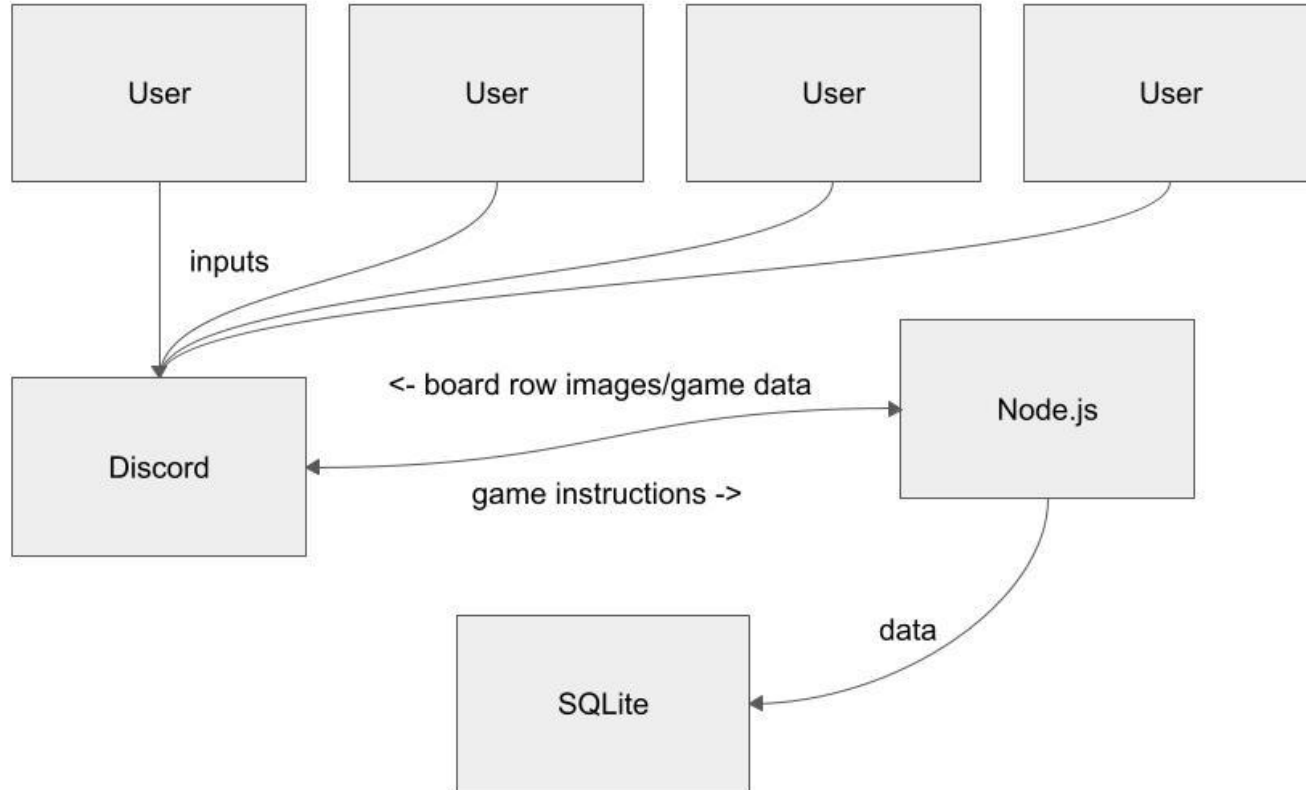 User
User
User
User
inputs
<- board row images/game data
Node.js
Discord
game instructions ->
data
SQLite